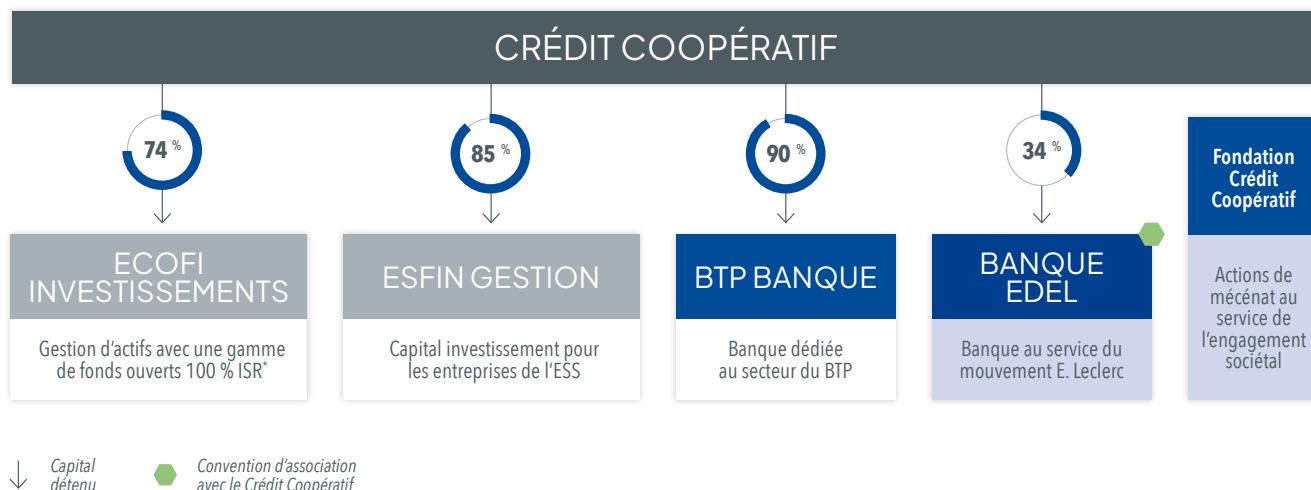 CRÉDIT COOPÉRATIF
74 %
85 %
90 %
34 %
ECOFI
INVESTISSEMENTS
Gestion d'actifs avec une gamme
de fonds ouverts 100 % ISR*
ESFIN GESTION
Capital investissement pour
les entreprises de l'ESS
BTP BANQUE
Banque dédiée
au secteur du BTP
BANQUE
EDEL
Banque au service du
mouvement E. Leclerc
Fondation
Crédit
Coopératif
Actions de
mécénat au
service de
l'engagement
sociétal
Capital
détenu
Convention d'association
avec le Crédit Coopératif